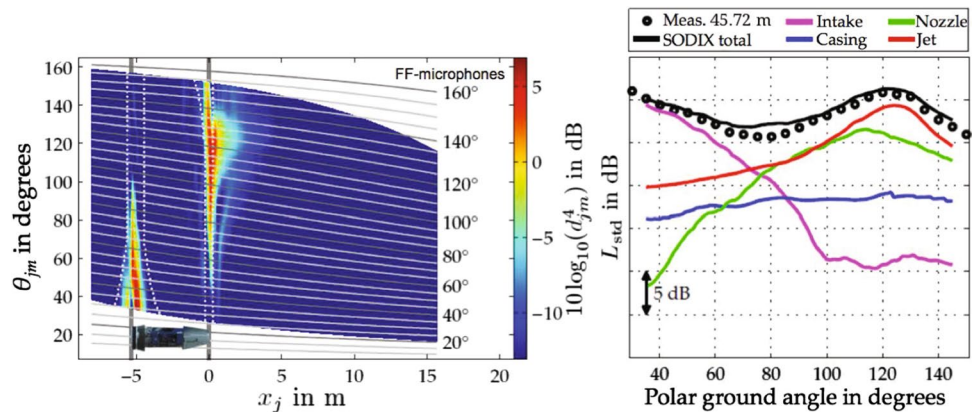 160
140
120
100
80
60
40
20
θjm in degrees
−5
0
5
10
15
20
xj in m
FF-microphones
160°
140°
120°
100°
80°
60°
40°
20°
5
0
−5
−10
10 log10(d⁴jm) in dB
Meas. 45.72 m
SODIX total
Intake
Casing
Nozzle
Jet
Lstd in dB
5 dB
40
60
80
100
120
140
Polar ground angle in degrees